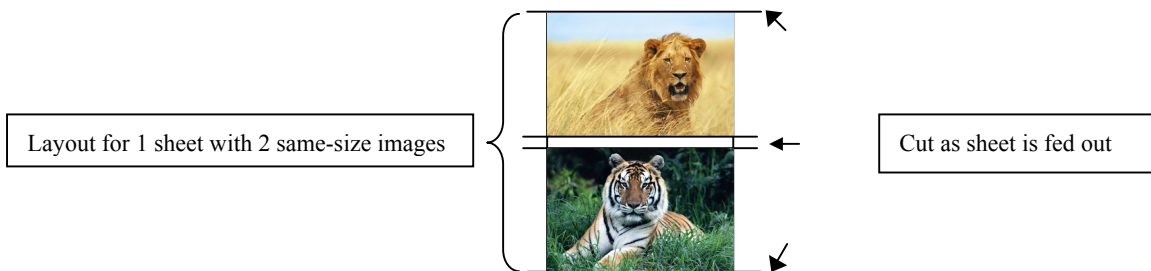 Layout for 1 sheet with 2 same-size images
Cut as sheet is fed out